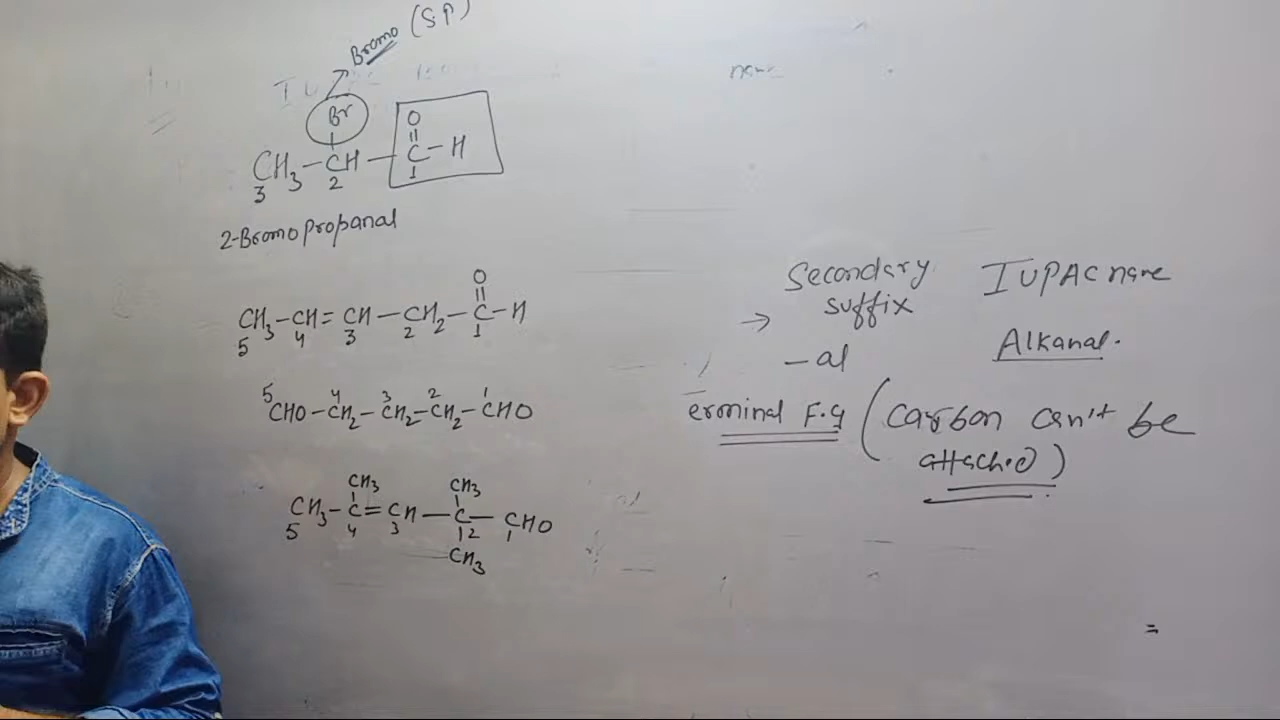 Bromo (SP)
Br
O
||
CH3-CH-C-H
3 2 1
2-Bromopropanal
O
||
CH3-CH=CH-CH2-C-H
5 4 3 2 1
5 4 3 2 1
CHO-CH2-CH2-CH2-CHO
CH3 CH3
CH3-C=CH-C-CHO
5 4 3 2 1
CH3
Secondary
suffix
→
-al
IUPAC name
Alkanal.
erminal F.G (Carbon can't be
attached)
=